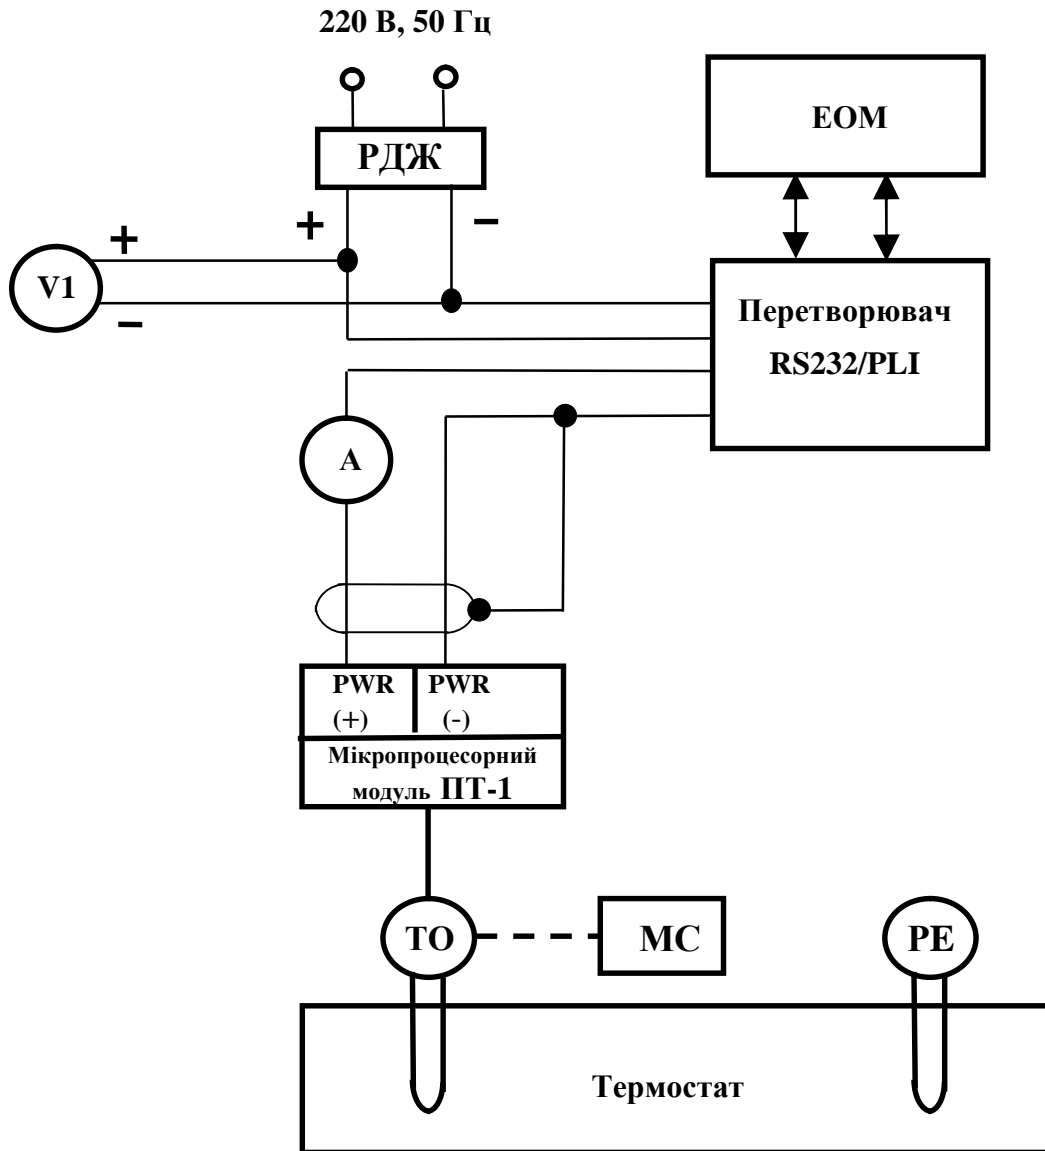 220 В, 50 Гц
РДЖ
ЕОМ
+
−
+
V1
−
Перетворювач
RS232/PLI
А
PWR
(+)
PWR
(-)
Мікропроцесорний
модуль ПТ-1
ТО
МС
РЕ
Термостат